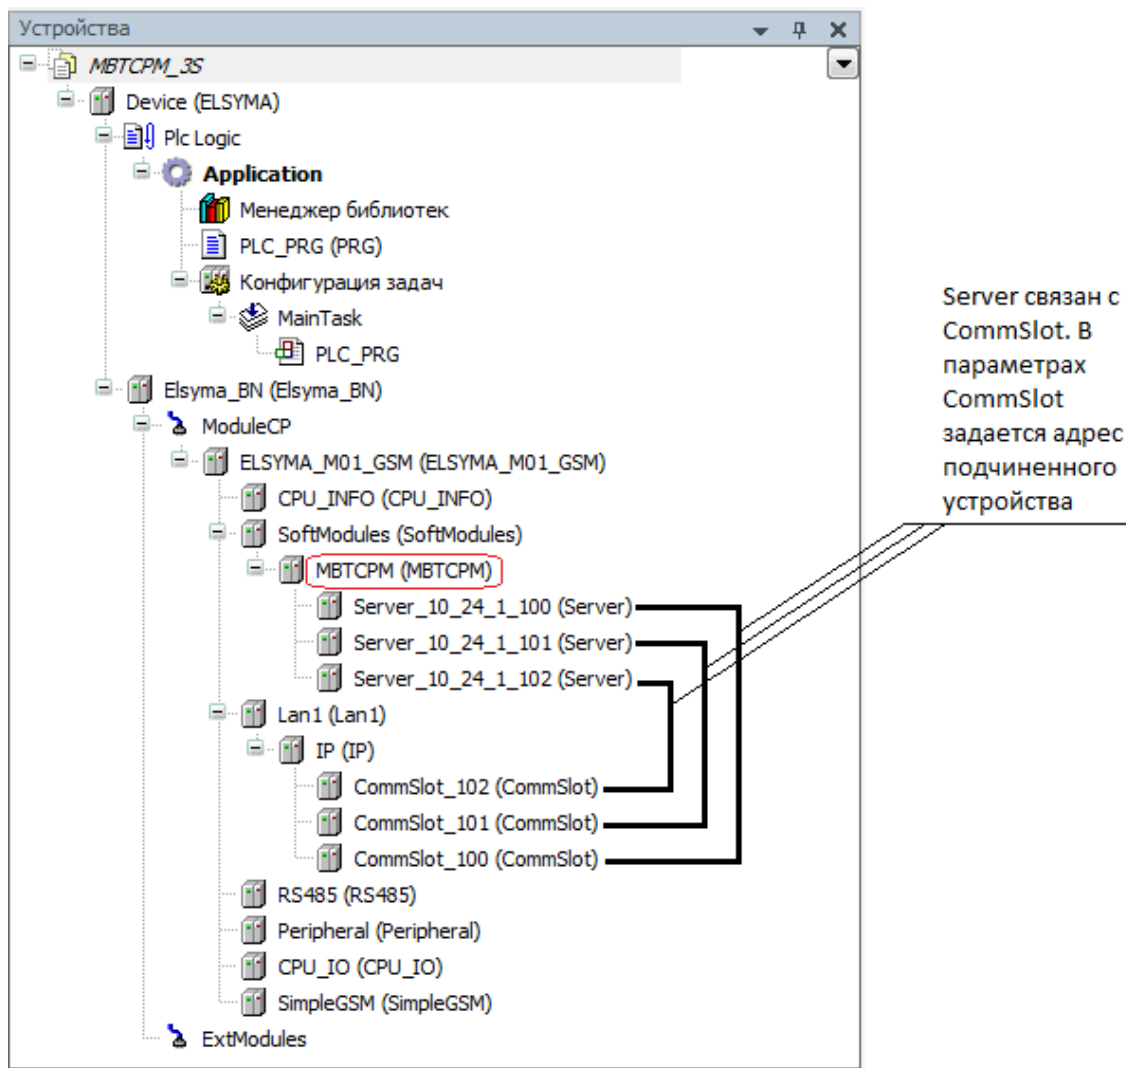 Устройства
MBTCPM_3S
Device (ELSYMA)
Plc Logic
Application
Менеджер библиотек
PLC_PRG (PRG)
Конфигурация задач
MainTask
PLC_PRG
Elsyma_BN (Elsyma_BN)
ModuleCP
ELSYMA_M01_GSM (ELSYMA_M01_GSM)
CPU_INFO (CPU_INFO)
SoftModules (SoftModules)
MBTCPM (MBTCPM)
Server_10_24_1_100 (Server)
Server_10_24_1_101 (Server)
Server_10_24_1_102 (Server)
Lan1 (Lan1)
IP (IP)
CommSlot_102 (CommSlot)
CommSlot_101 (CommSlot)
CommSlot_100 (CommSlot)
RS485 (RS485)
Peripheral (Peripheral)
CPU_IO (CPU_IO)
SimpleGSM (SimpleGSM)
ExtModules
Server связан с
CommSlot. В
параметрах
CommSlot
задается адрес
подчиненного
устройства